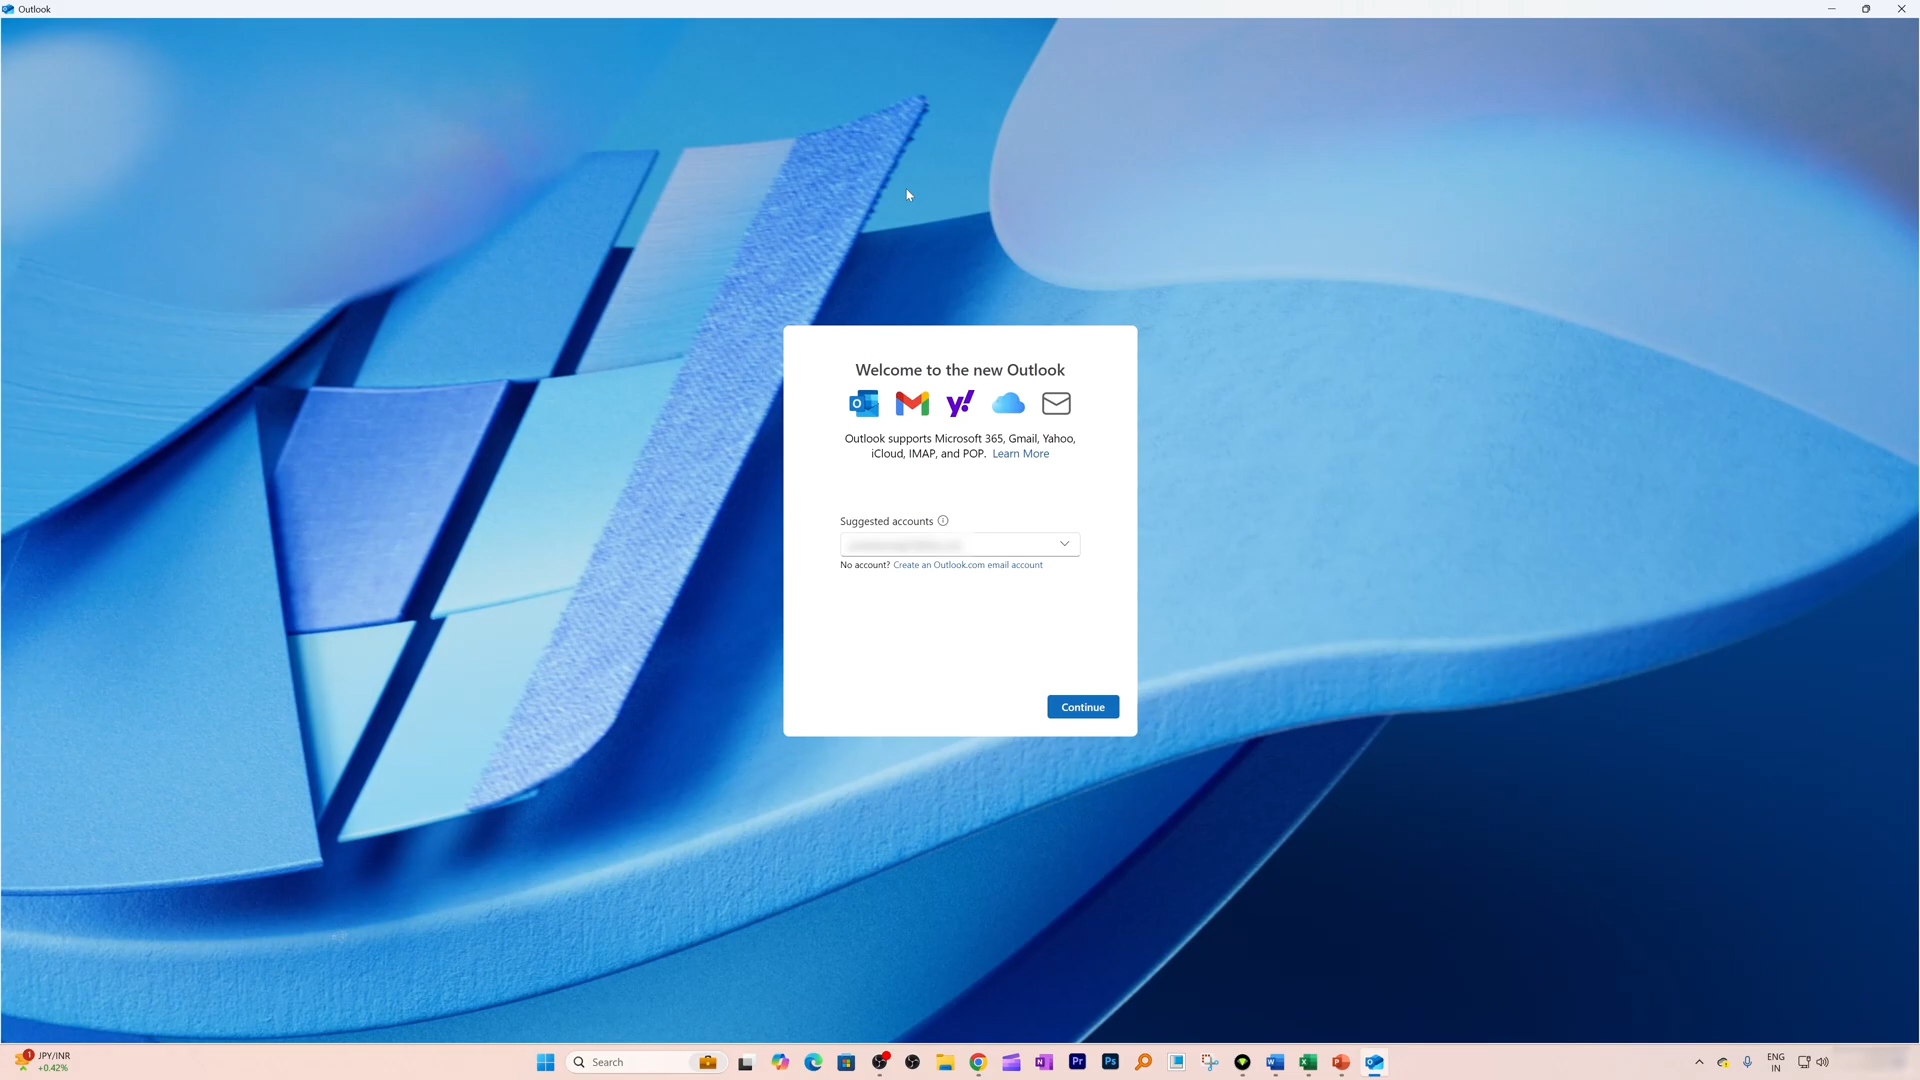 Outlook
Welcome to the new Outlook
Outlook supports Microsoft 365, Gmail, Yahoo,
iCloud, IMAP, and POP. Learn More
Suggested accounts
No account? Create an Outlook.com email account
Continue
1
JPY/INR
+0.42%
Search
ENG
IN